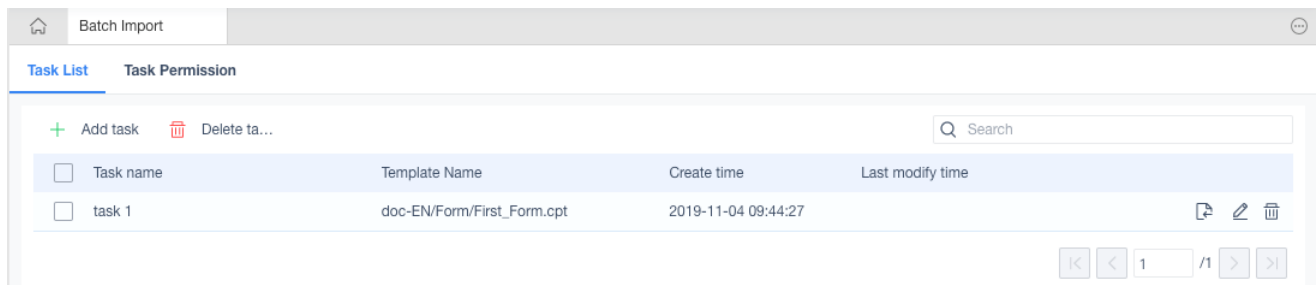 Batch Import
Task List Task Permission
Add task Delete ta... Search
Task name Template Name Create time Last modify time
task 1 doc-EN/Form/First_Form.cpt 2019-11-04 09:44:27
1 /1